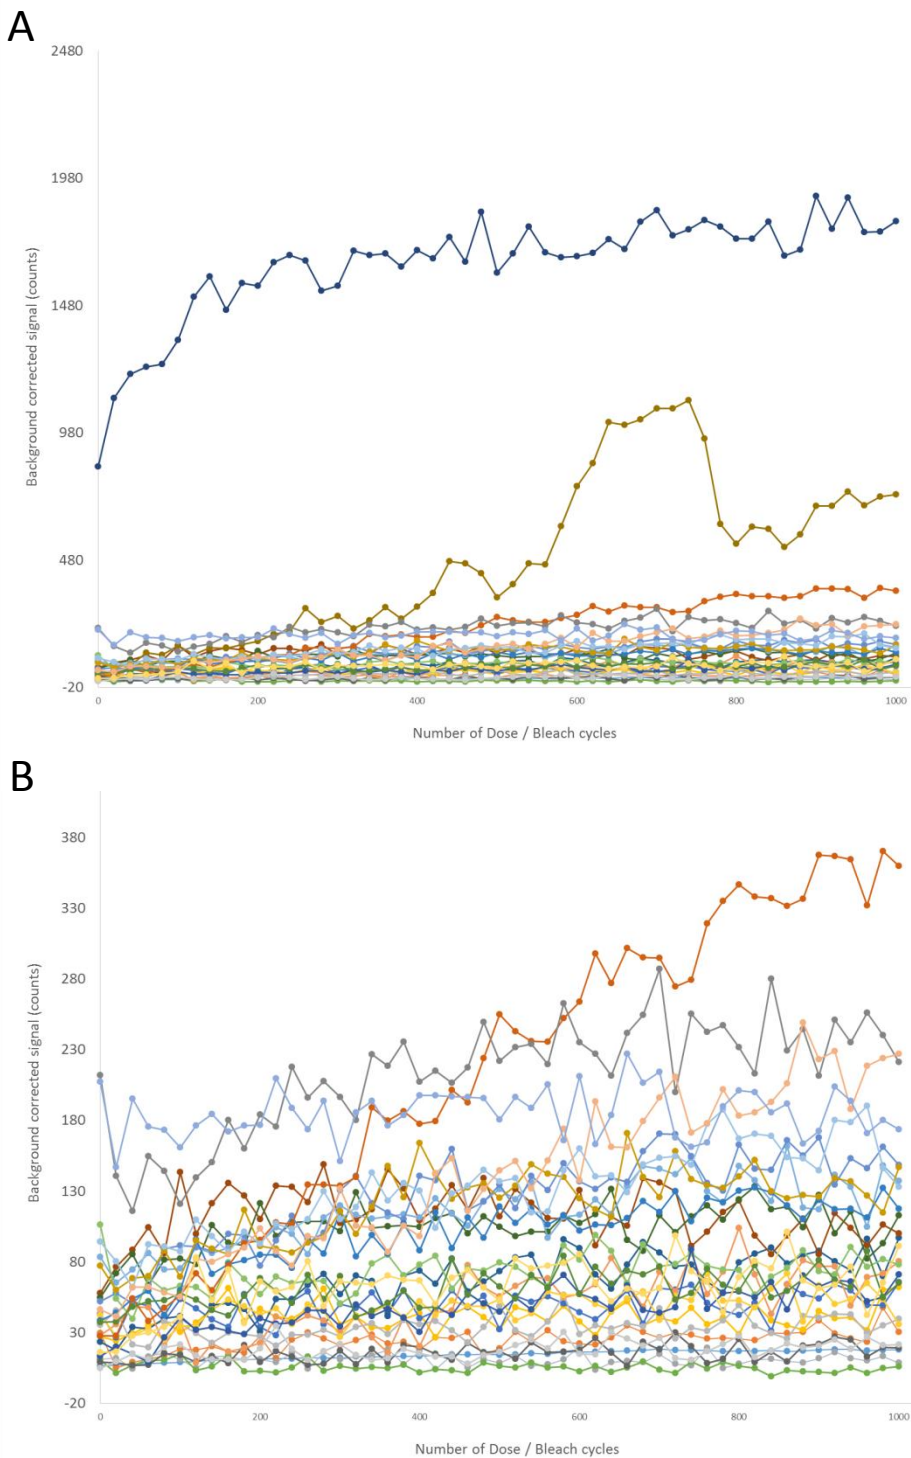 A
2480
1980
1480
980
480
-20
Background corrected signal (counts)
0 200 400 600 800 1000
Number of Dose / Bleach cycles
B
380
330
280
230
180
130
80
30
-20
Background corrected signal (counts)
0 200 400 600 800 1000
Number of Dose / Bleach cycles